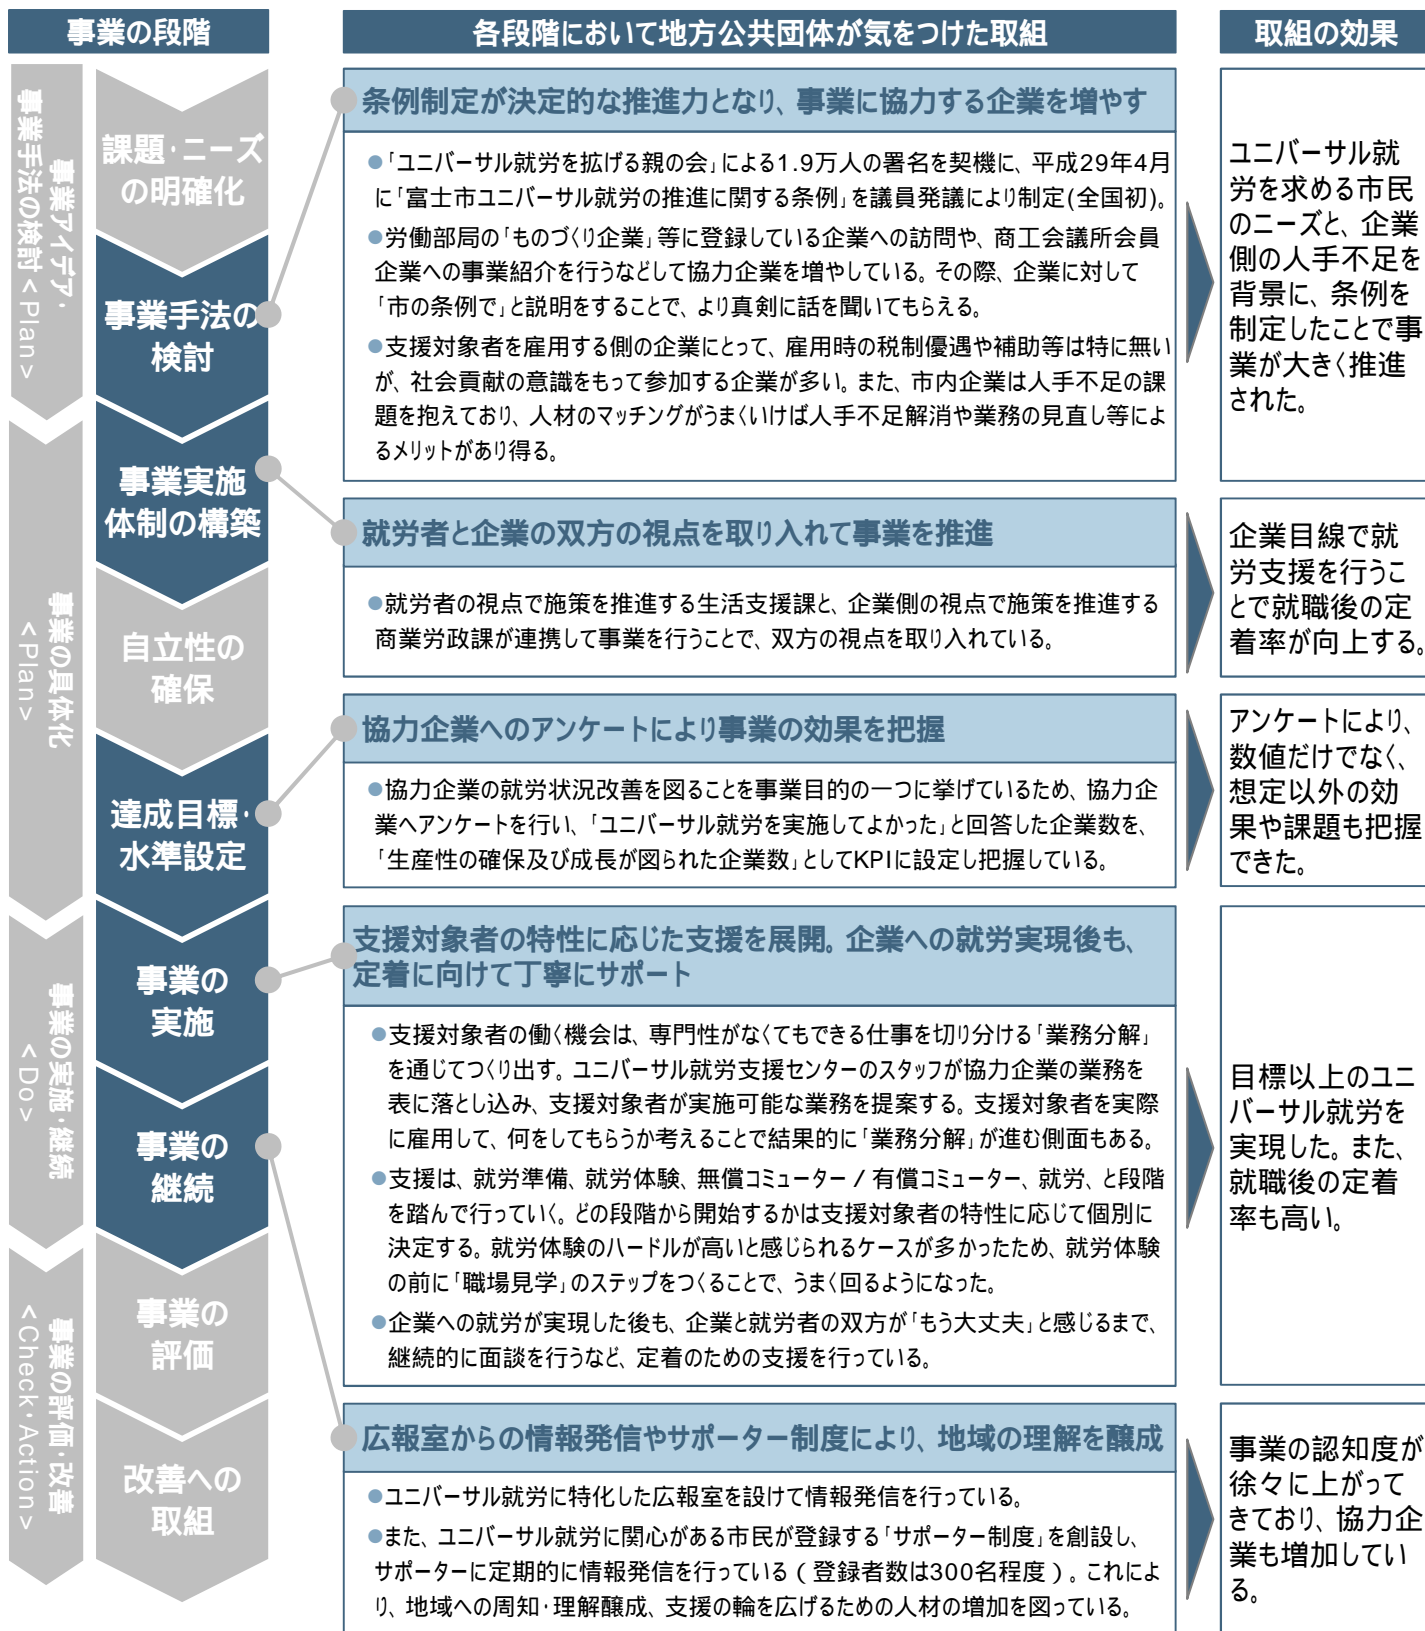 事業の段階
各段階において地方公共団体が気をつけた取組
取組の効果
事業アイデア・
事業手法の検討＜Plan＞
事業の具体化
＜Plan＞
事業の実施・継続
＜Do＞
事業の評価・改善
＜Check・Action＞
課題・ニーズ
の明確化
事業手法の
検討
事業実施
体制の構築
自立性の
確保
達成目標・
水準設定
事業の
実施
事業の
継続
事業の
評価
改善への
取組
条例制定が決定的な推進力となり、事業に協力する企業を増やす
●「ユニバーサル就労を拡げる親の会」による1.9万人の署名を契機に、平成29年4月
に「富士市ユニバーサル就労の推進に関する条例」を議員発議により制定(全国初)。
●労働部局の「ものづくり企業」等に登録している企業への訪問や、商工会議所会員
企業への事業紹介を行うなどして協力企業を増やしている。その際、企業に対して
「市の条例で」と説明をすることで、より真剣に話を聞いてもらえる。
●支援対象者を雇用する側の企業にとって、雇用時の税制優遇や補助等は特に無い
が、社会貢献の意識をもって参加する企業が多い。また、市内企業は人手不足の課
題を抱えており、人材のマッチングがうまくいけば人手不足解消や業務の見直し等によ
るメリットがあり得る。
ユニバーサル就
労を求める市民
のニーズと、企業
側の人手不足を
背景に、条例を
制定したことで事
業が大きく推進
された。
就労者と企業の双方の視点を取り入れて事業を推進
●就労者の視点で施策を推進する生活支援課と、企業側の視点で施策を推進する
商業労政課が連携して事業を行うことで、双方の視点を取り入れている。
企業目線で就
労支援を行うこ
とで就職後の定
着率が向上する。
協力企業へのアンケートにより事業の効果を把握
●協力企業の就労状況改善を図ることを事業目的の一つに挙げているため、協力企
業へアンケートを行い、「ユニバーサル就労を実施してよかった」と回答した企業数を、
「生産性の確保及び成長が図られた企業数」としてKPIに設定し把握している。
アンケートにより、
数値だけでなく、
想定以外の効
果や課題も把握
できた。
支援対象者の特性に応じた支援を展開。企業への就労実現後も、
定着に向けて丁寧にサポート
●支援対象者の働く機会は、専門性がなくてもできる仕事を切り分ける「業務分解」
を通じてつくり出す。ユニバーサル就労支援センターのスタッフが協力企業の業務を
表に落とし込み、支援対象者が実施可能な業務を提案する。支援対象者を実際
に雇用して、何をしてもらうか考えることで結果的に「業務分解」が進む側面もある。
●支援は、就労準備、就労体験、無償コミューター／有償コミューター、就労、と段階
を踏んで行っていく。どの段階から開始するかは支援対象者の特性に応じて個別に
決定する。就労体験のハードルが高いと感じられるケースが多かったため、就労体験
の前に「職場見学」のステップをつくることで、うまく回るようになった。
●企業への就労が実現した後も、企業と就労者の双方が「もう大丈夫」と感じるまで、
継続的に面談を行うなど、定着のための支援を行っている。
目標以上のユニ
バーサル就労を
実現した。また、
就職後の定着
率も高い。
広報室からの情報発信やサポーター制度により、地域の理解を醸成
●ユニバーサル就労に特化した広報室を設けて情報発信を行っている。
●また、ユニバーサル就労に関心がある市民が登録する「サポーター制度」を創設し、
サポーターに定期的に情報発信を行っている（登録者数は300名程度）。これによ
り、地域への周知・理解醸成、支援の輪を広げるための人材の増加を図っている。
事業の認知度が
徐々に上がって
きており、協力企
業も増加してい
る。